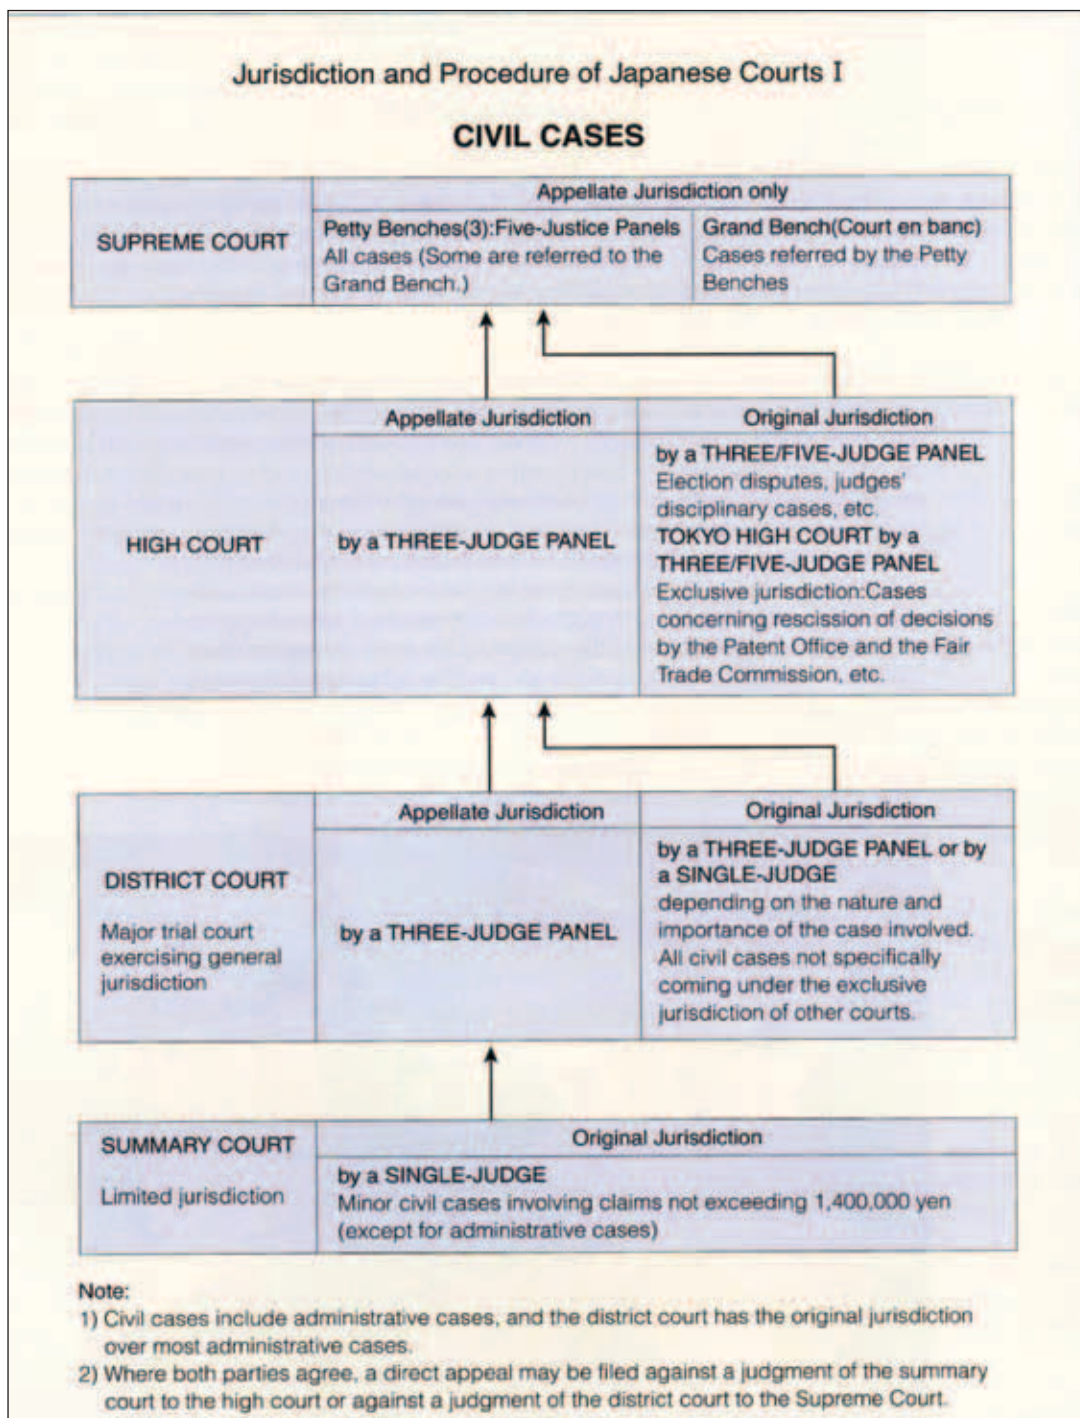 Jurisdiction and Procedure of Japanese Courts I
CIVIL CASES
SUPREME COURT
Appellate Jurisdiction only
Petty Benches(3):Five-Justice Panels
All cases (Some are referred to the
Grand Bench.)
Grand Bench(Court en banc)
Cases referred by the Petty
Benches
HIGH COURT
Appellate Jurisdiction
by a THREE-JUDGE PANEL
Original Jurisdiction
by a THREE/FIVE-JUDGE PANEL
Election disputes, judges'
disciplinary cases, etc.
TOKYO HIGH COURT by a
THREE/FIVE-JUDGE PANEL
Exclusive jurisdiction:Cases
concerning rescission of decisions
by the Patent Office and the Fair
Trade Commission, etc.
DISTRICT COURT
Major trial court
exercising general
jurisdiction
Appellate Jurisdiction
by a THREE-JUDGE PANEL
Original Jurisdiction
by a THREE-JUDGE PANEL or by
a SINGLE-JUDGE
depending on the nature and
importance of the case involved.
All civil cases not specifically
coming under the exclusive
jurisdiction of other courts.
SUMMARY COURT
Limited jurisdiction
Original Jurisdiction
by a SINGLE-JUDGE
Minor civil cases involving claims not exceeding 1,400,000 yen
(except for administrative cases)
Note:
1) Civil cases include administrative cases, and the district court has the original jurisdiction
over most administrative cases.
2) Where both parties agree, a direct appeal may be filed against a judgment of the summary
court to the high court or against a judgment of the district court to the Supreme Court.